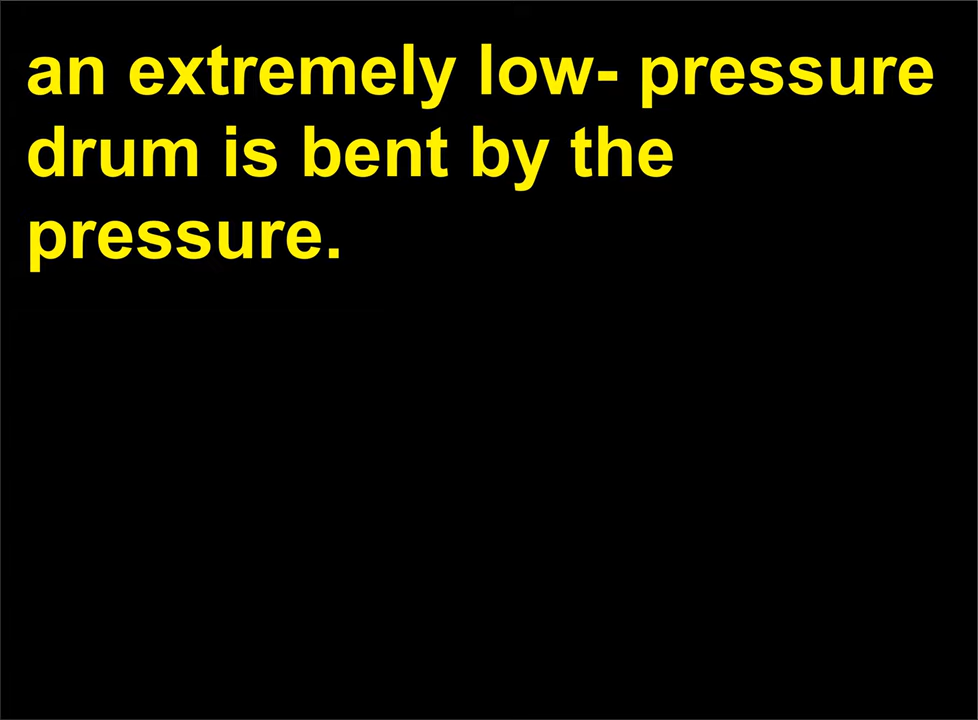 an extremely low- pressure
drum is bent by the
pressure.